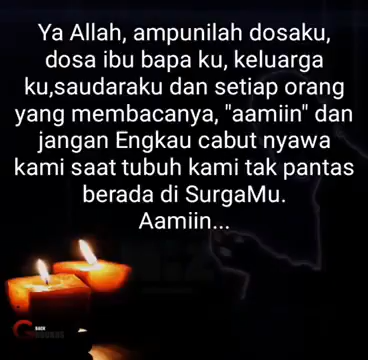 Ya Allah, ampunilah dosaku,
dosa ibu bapa ku, keluarga
ku,saudaraku dan setiap orang
yang membacanya, "aamiin" dan
jangan Engkau cabut nyawa
kami saat tubuh kami tak pantas
berada di SurgaMu.
Aamiin...